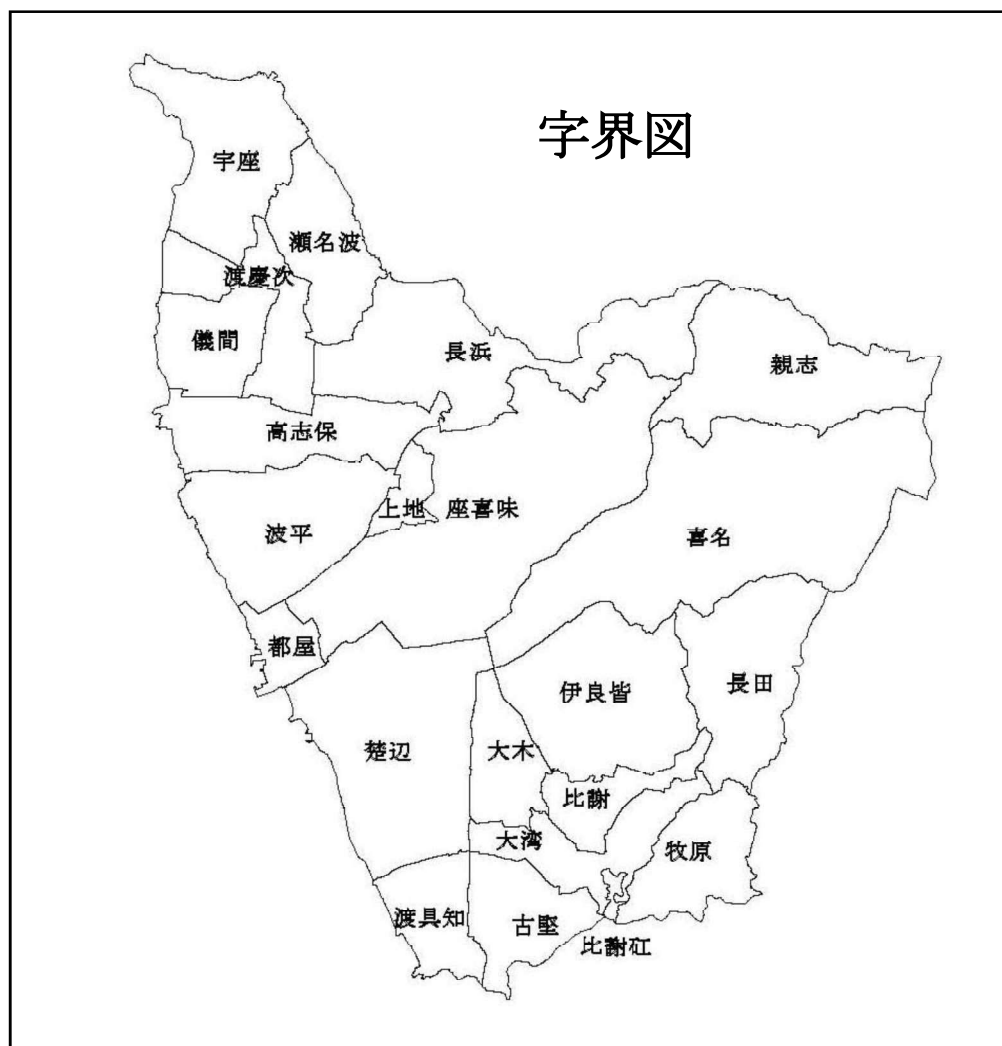 字界図
宇座
瀬名波
渡慶次
儀間
長浜
親志
高志保
上地
座喜味
波平
喜名
都屋
伊良皆
長田
楚辺
大木
比謝
大湾
牧原
渡具知
古堅
比謝矼